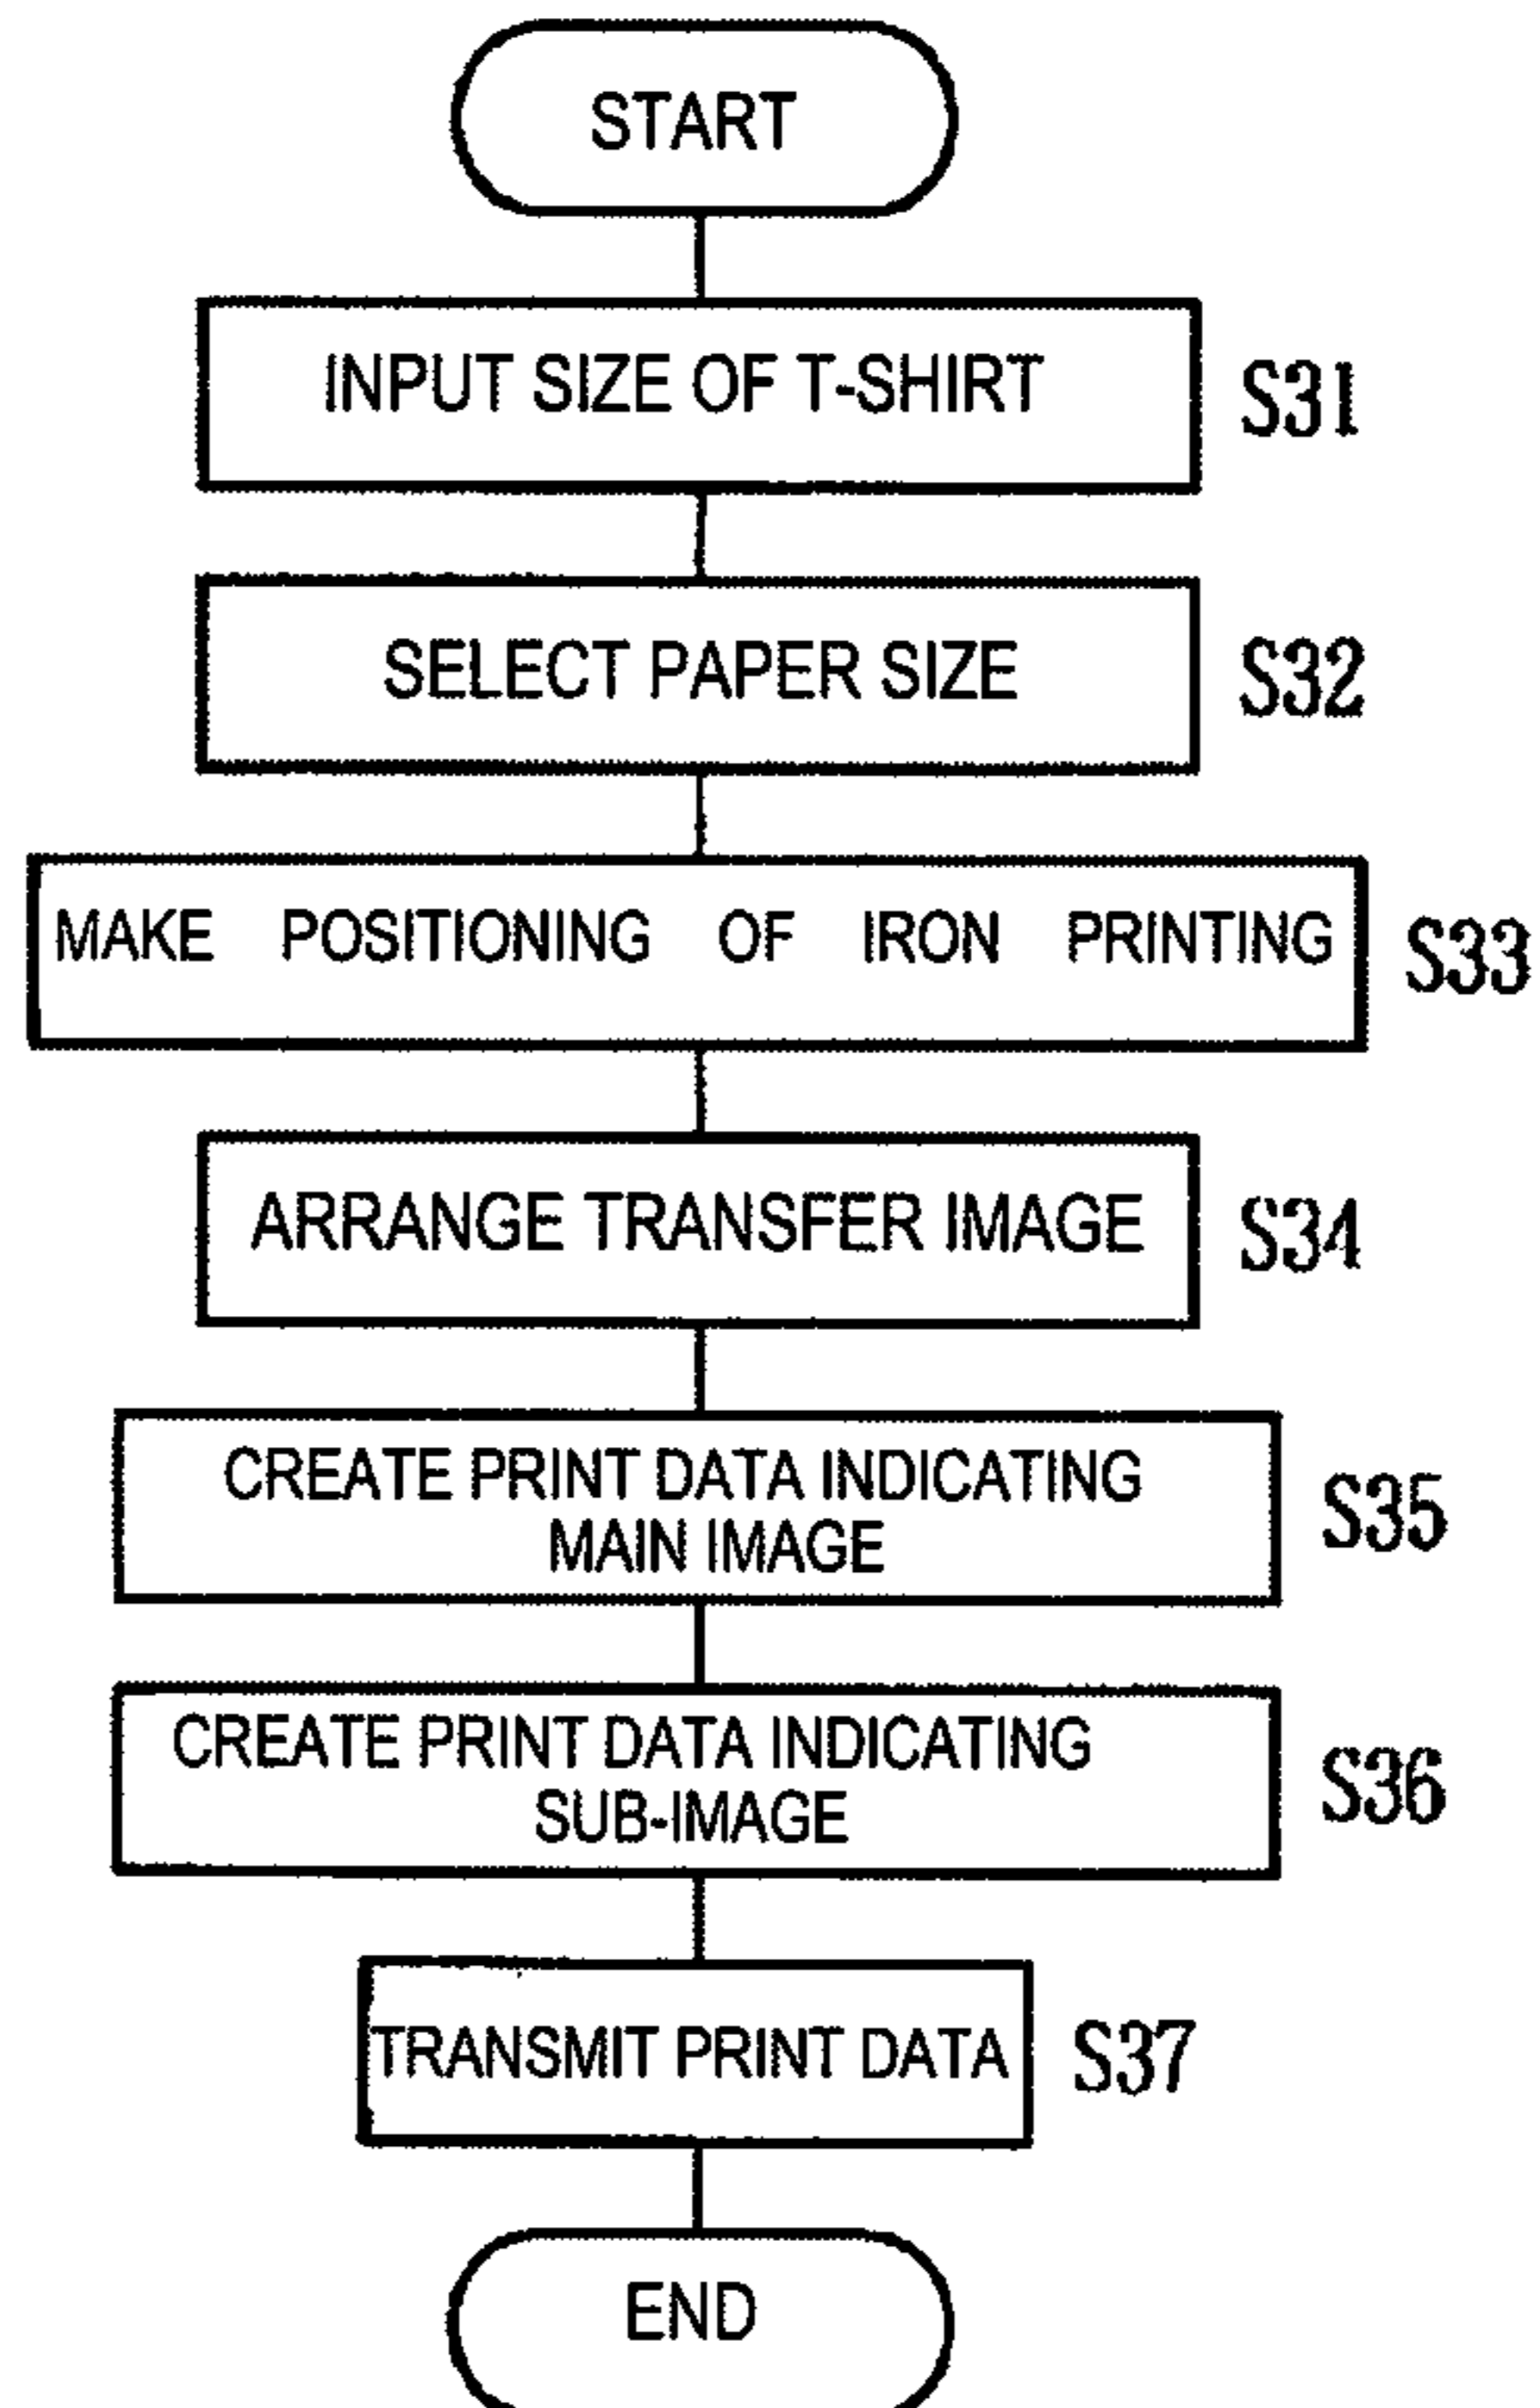 START
INPUT SIZE OF T-SHIRT
S31
SELECT PAPER SIZE
S32
MAKE POSITIONING OF IRON PRINTING
S33
ARRANGE TRANSFER IMAGE
S34
CREATE PRINT DATA INDICATING
MAIN IMAGE
S35
CREATE PRINT DATA INDICATING
SUB-IMAGE
S36
TRANSMIT PRINT DATA
S37
END